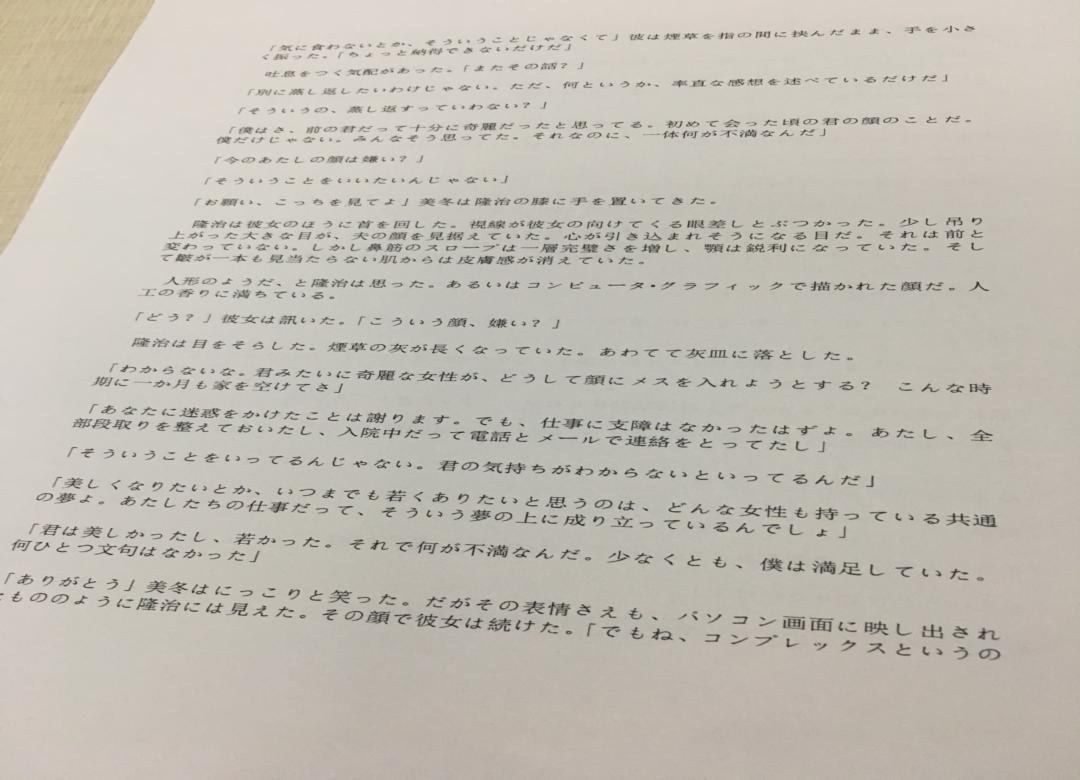 「気に食わないとか、そういうことじゃなくて」彼は煙草を指の間に挟んだまま、手を小さ
く振った。「ちょっと納得できないだけだ」
吐息をつく気配があった。「またその話?」
「別に蒸し返したいわけじゃない。ただ、何というか、率直な感想を述べているだけだ」
「そういうの、蒸し返すっていわない?」
「僕はさ、前の君だって十分に奇麗だったと思ってる。初めて会った頃の君の顔のことだ。
僕だけじゃない。みんなそう思ってた。それなのに、一体何が不満なんだ」
「今のあたしの顔は嫌い?」
「そういうことをいいたいんじゃない」
「お願い、こっちを見てよ」美冬は隆治の膝に手を置いてきた。
隆治は彼女のほうに首を回した。視線が彼女の向けてくる眼差しとぶつかった。少し吊り
上がった大きな目が、夫の顔を見据えていた。心が引き込まれそうになる目だ。それは前と
変わっていない。しかし鼻筋のスロープは一層完璧さを増し、顎は鋭利になっていた。そし
て皺が一本も見当たらない肌からは皮膚感が消えていた。
人形のようだ、と隆治は思った。あるいはコンピュータ・グラフィックで描かれた顔だ。人
工の香りに満ちている。
「どう?」彼女は訊いた。「こういう顔、嫌い?」
隆治は目をそらした。煙草の灰が長くなっていた。あわてて灰皿に落とした。
「わからないな。君みたいに奇麗な女性が、どうして顔にメスを入れようとする? こんな時
期に一か月も家を空けてさ」
「あなたに迷惑をかけたことは謝ります。でも、仕事に支障はなかったはずよ。あたし、全
部段取りを整えておいたし、入院中だって電話とメールで連絡をとってたし」
「そういうことをいってるんじゃない。君の気持ちがわからないといってるんだ」
「美しくなりたいとか、いつまでも若くありたいと思うのは、どんな女性も持っている共通
の夢よ。あたしたちの仕事だって、そういう夢の上に成り立っているんでしょ」
「君は美しかったし、若かった。それで何が不満なんだ。少なくとも、僕は満足していた。
何ひとつ文句はなかった」
「ありがとう」美冬はにっこりと笑った。だがその表情さえも、パソコン画面に映し出され
もののように隆治には見えた。その顔で彼女は続けた。「でもね、コンプレックスというの